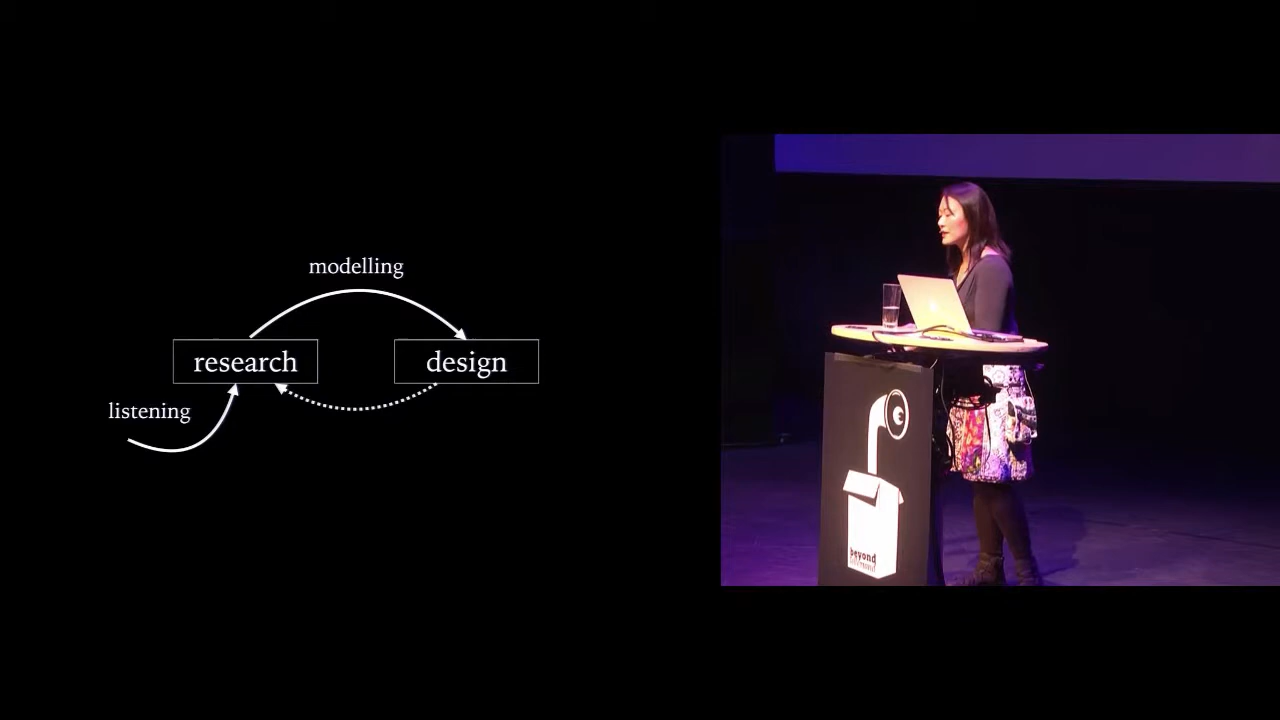 modelling
research
design
listening
beyond